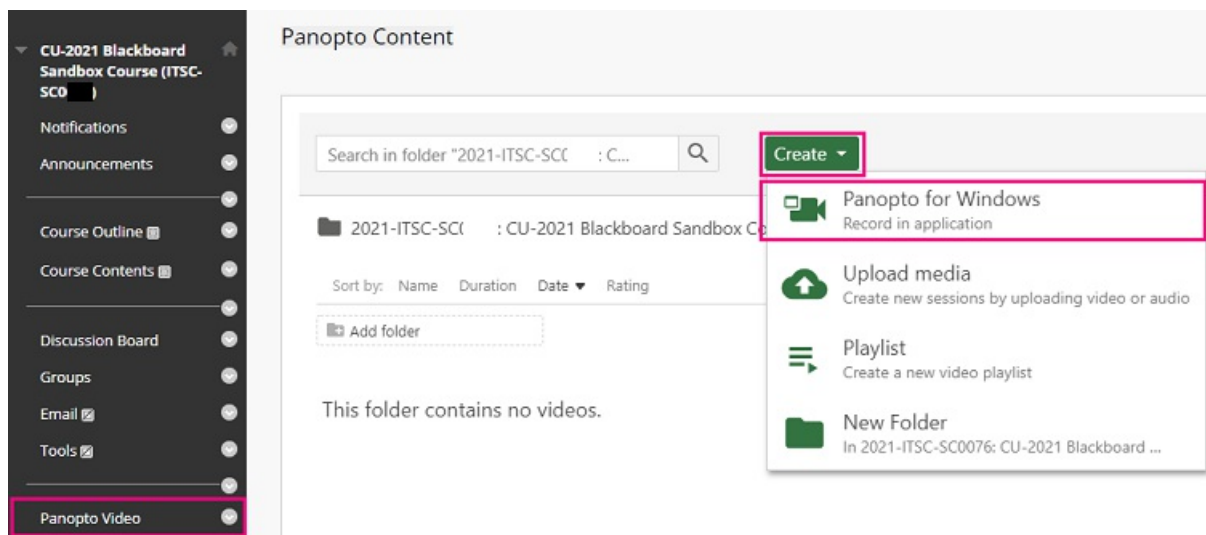 CU-2021 Blackboard
Sandbox Course (ITSC-
SC0 )
Notifications
Announcements
Course Outline
Course Contents
Discussion Board
Groups
Email
Tools
Panopto Video
Panopto Content
Search in folder "2021-ITSC-SC( : C...
Create
2021-ITSC-SC( : CU-2021 Blackboard Sandbox Co
Sort by: Name Duration Date Rating
Add folder
This folder contains no videos.
Panopto for Windows
Record in application
Upload media
Create new sessions by uploading video or audio
Playlist
Create a new video playlist
New Folder
In 2021-ITSC-SC0076: CU-2021 Blackboard ...